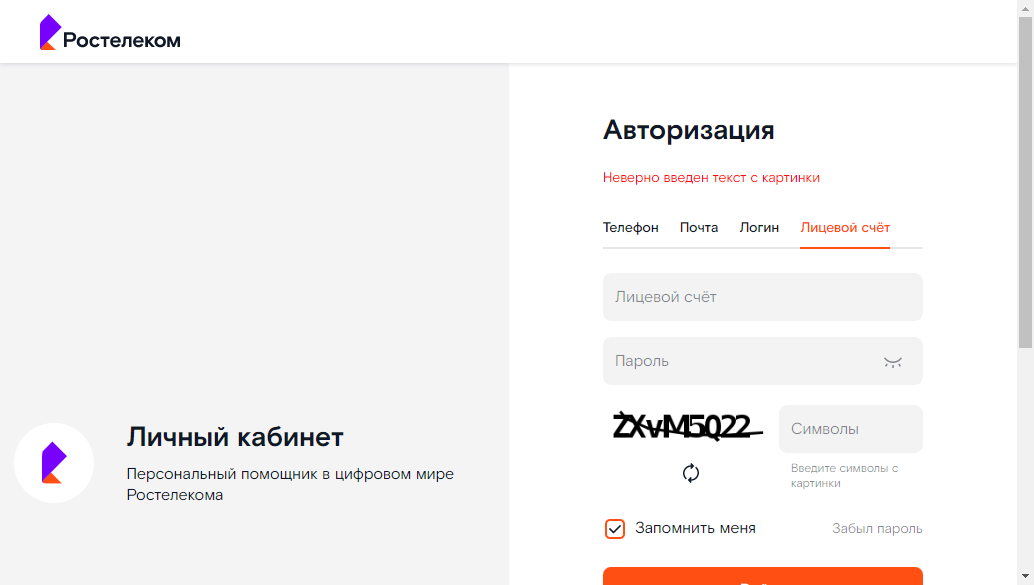 Ростелеком
Авторизация
Неверно введен текст с картинки
Телефон Почта Логин Лицевой счёт
Лицевой счёт
Пароль
ZXvM5Q22
Символы
Введите символы с
картинки
Запомнить меня
Забыл пароль
Личный кабинет
Персональный помощник в цифровом мире
Ростелекома